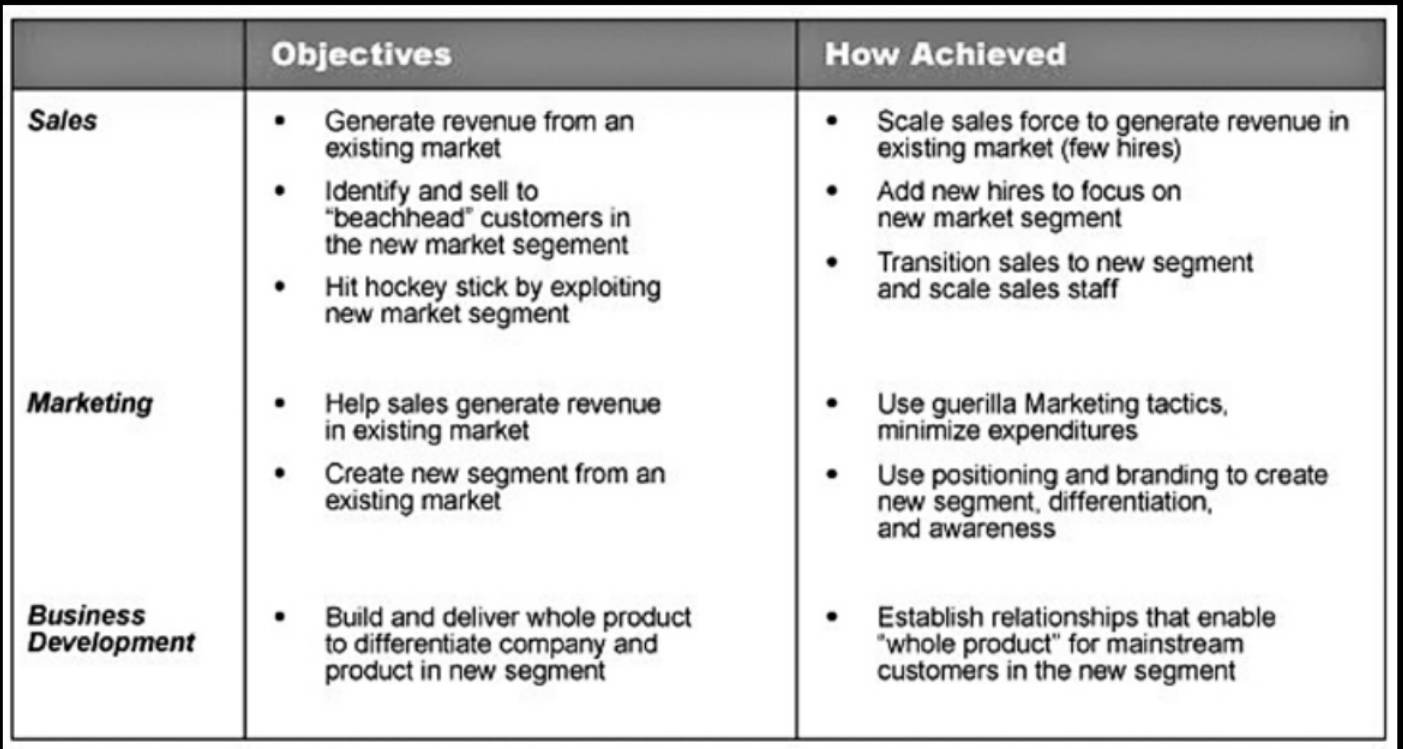 Objectives
How Achieved
Sales
• Generate revenue from an
existing market
• Identify and sell to
"beachhead" customers in
the new market segement
• Hit hockey stick by exploiting
new market segment
• Scale sales force to generate revenue in
existing market (few hires)
• Add new hires to focus on
new market segment
• Transition sales to new segment
and scale sales staff
Marketing
• Help sales generate revenue
in existing market
• Create new segment from an
existing market
• Use guerilla Marketing tactics,
minimize expenditures
• Use positioning and branding to create
new segment, differentiation,
and awareness
Business
Development
• Build and deliver whole product
to differentiate company and
product in new segment
• Establish relationships that enable
"whole product" for mainstream
customers in the new segment